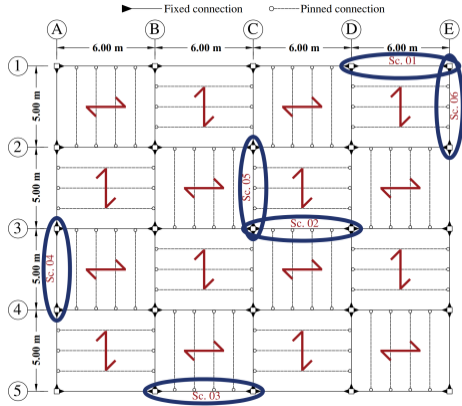 Fixed connection Pinned connection
A B C D E
6.00 m 6.00 m 6.00 m 6.00 m
1 Sc. 01
5.00 m Sc. 06
2
5.00 m Sc. 05
3 Sc. 02
5.00 m Sc. 04
4
5.00 m
5 Sc. 03